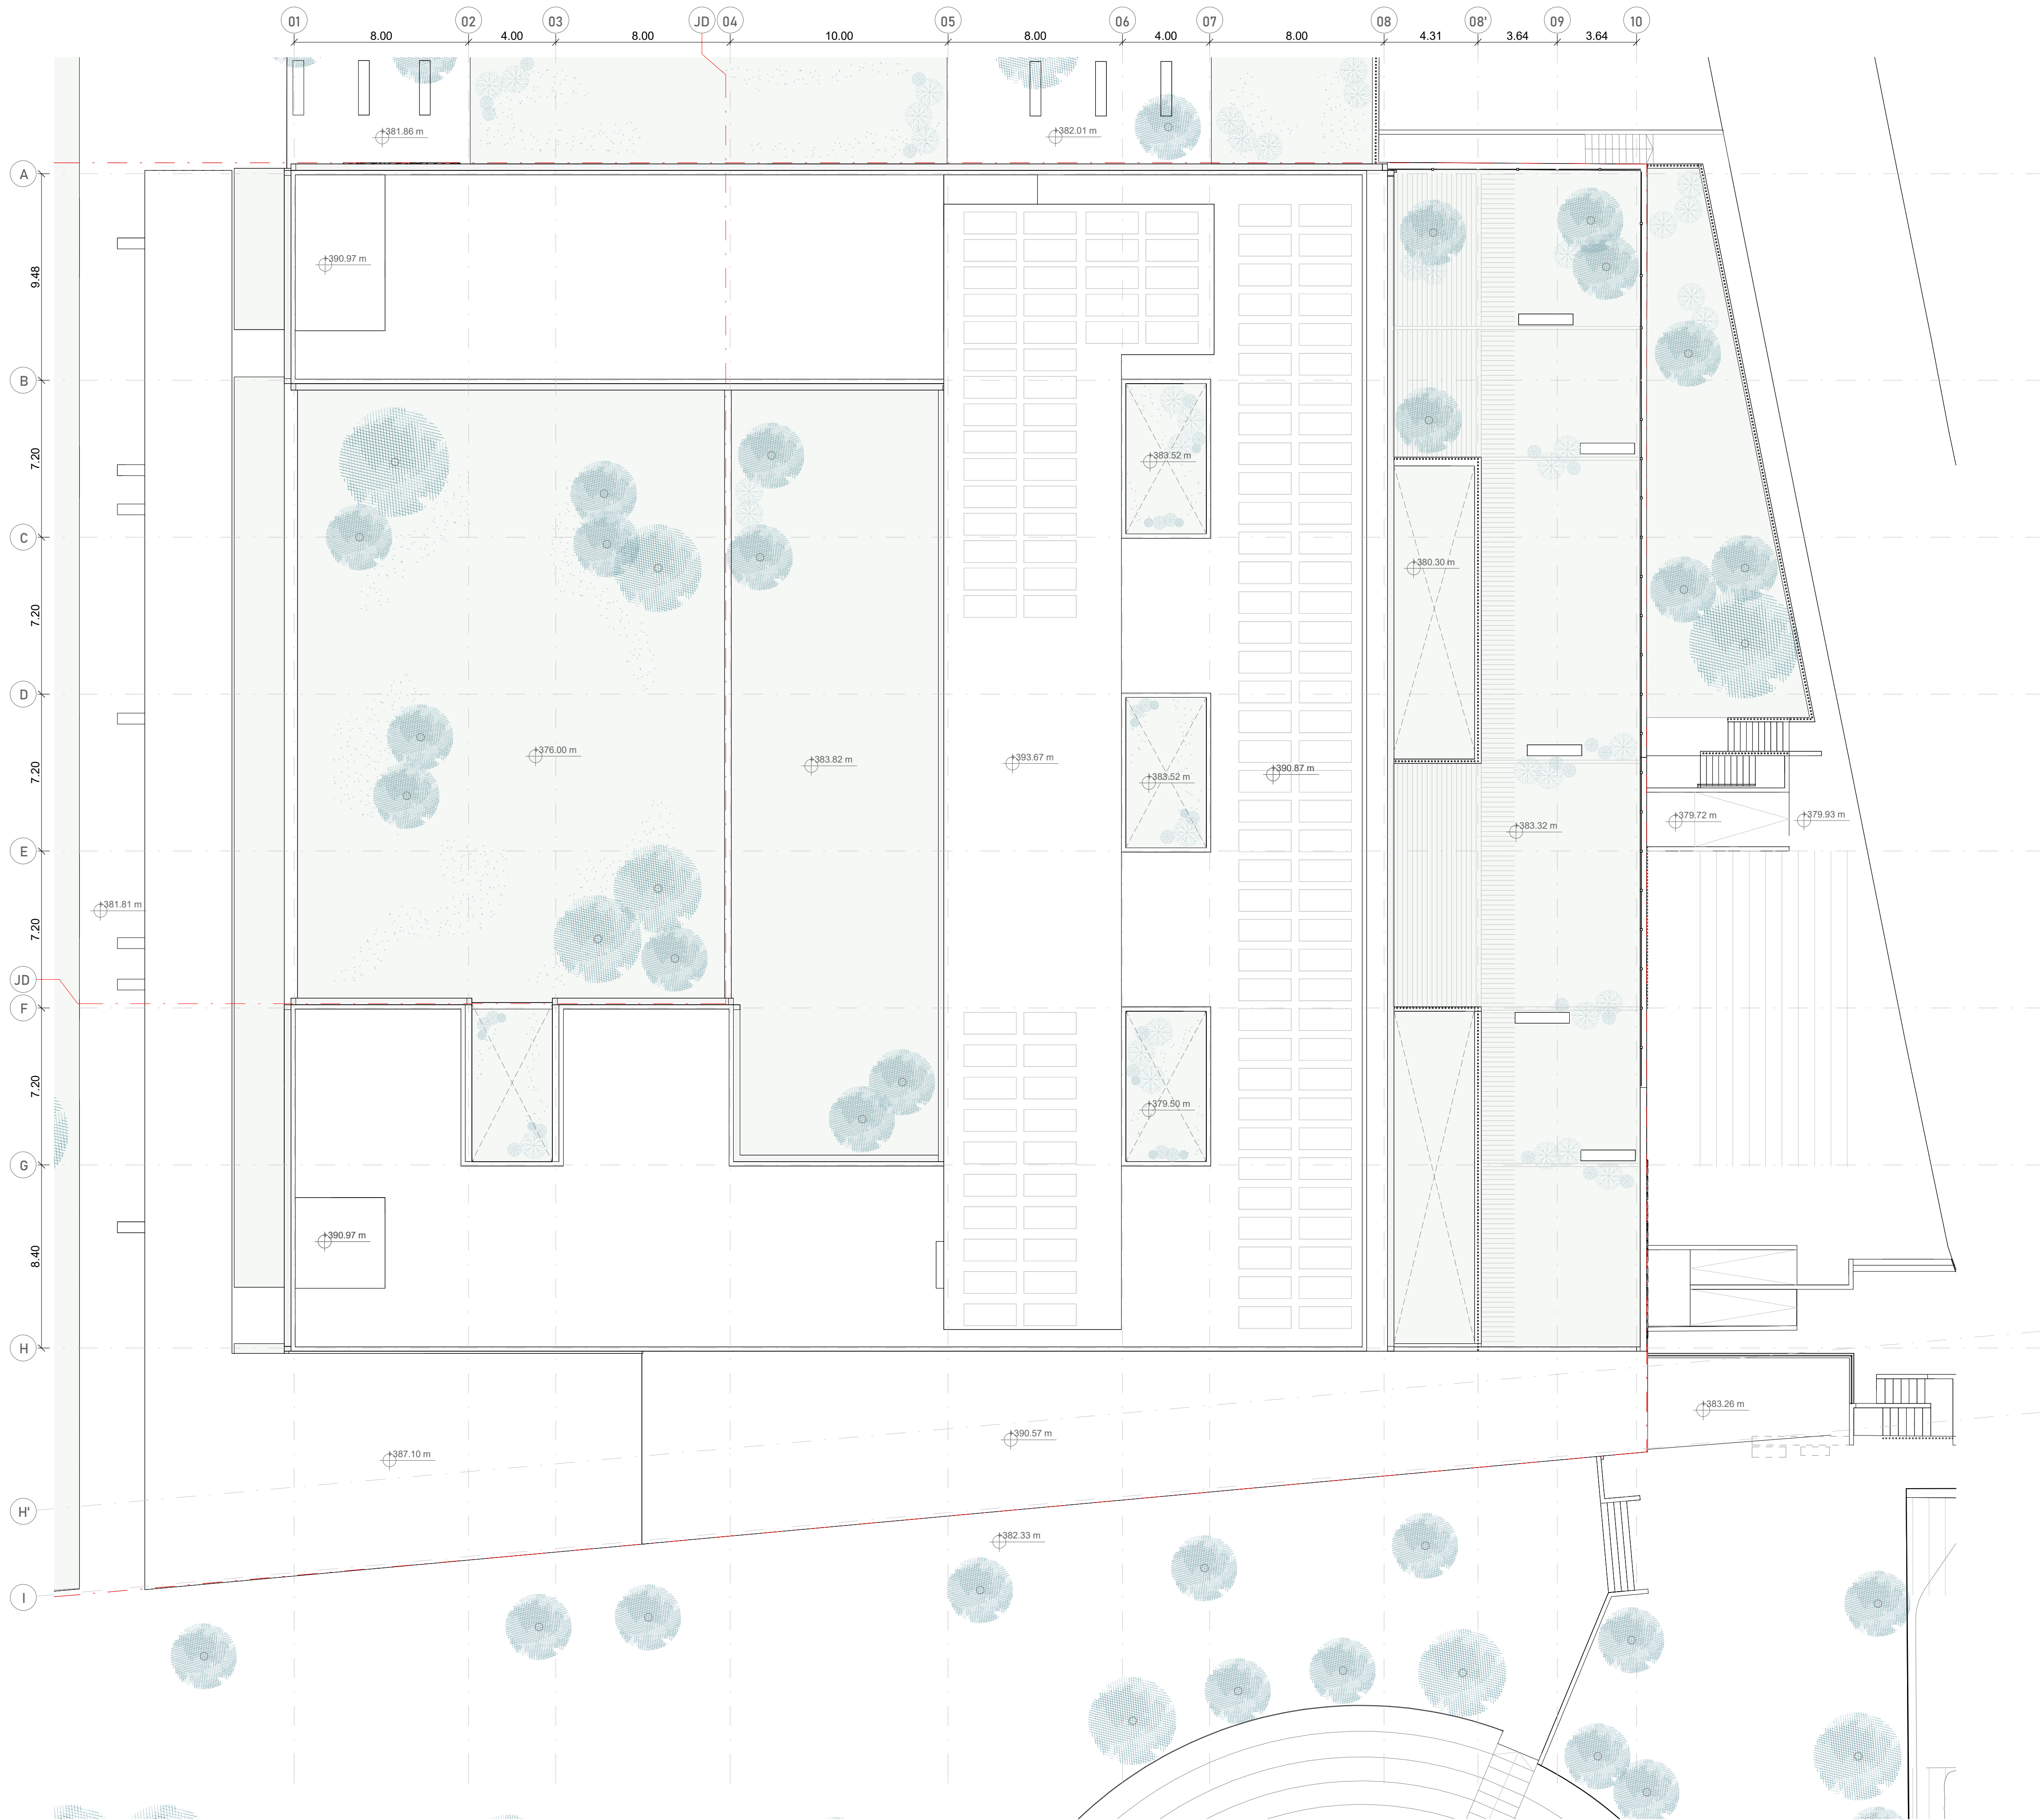 01 02 03 JD 04 05 06 07 08 08' 09 10
8.00 4.00 8.00 10.00 8.00 4.00 8.00 4.31 3.64 3.64
+381.86 m +382.01 m
A
9.48
+390.97 m
B
7.20
+383.52 m
C
+380.30 m
7.20
D
+376.00 m +383.82 m +393.67 m +383.52 m +390.87 m
7.20
+383.32 m +379.72 m +379.93 m
E
+381.81 m
7.20
JD
F
7.20
+379.50 m
G
+390.97 m
8.40
H
+383.26 m
+387.10 m +390.57 m
H'
+382.33 m
I